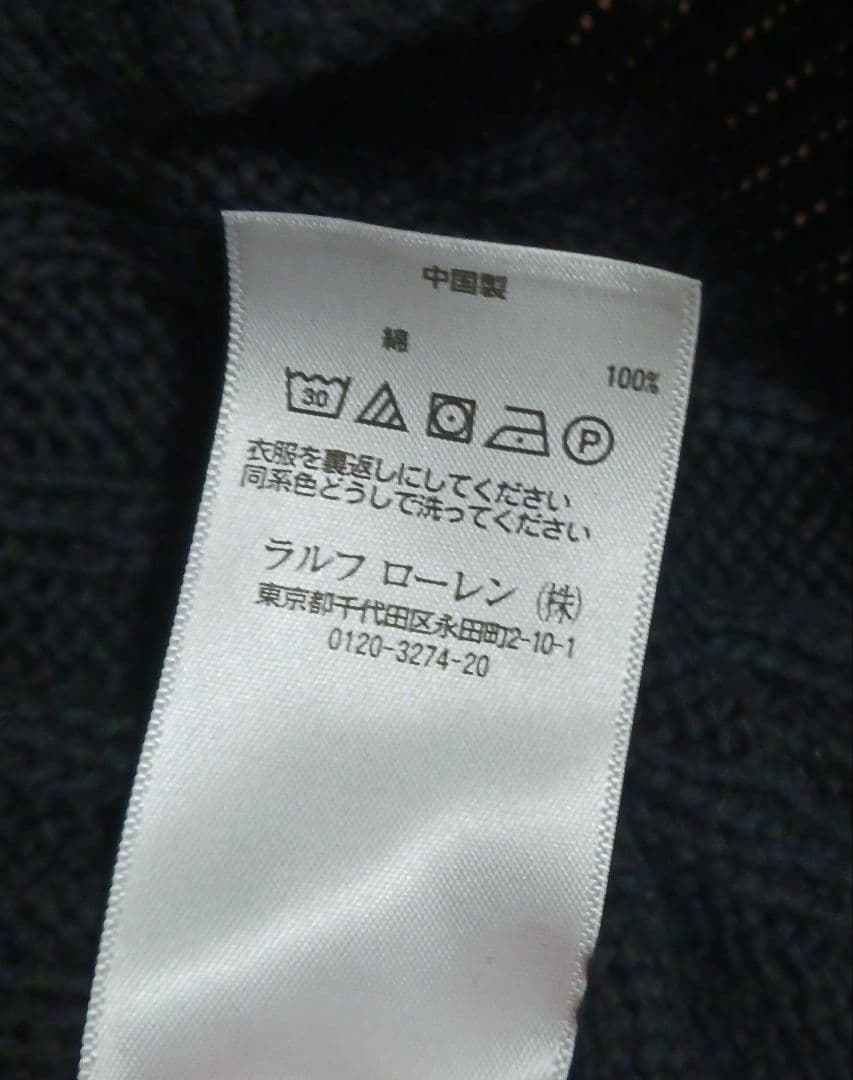 中国製
綿 100%
30
P
衣服を裏返しにしてください
同系色どうしで洗ってください
ラルフ ローレン (株)
東京都千代田区永田町2-10-1
0120-3274-20